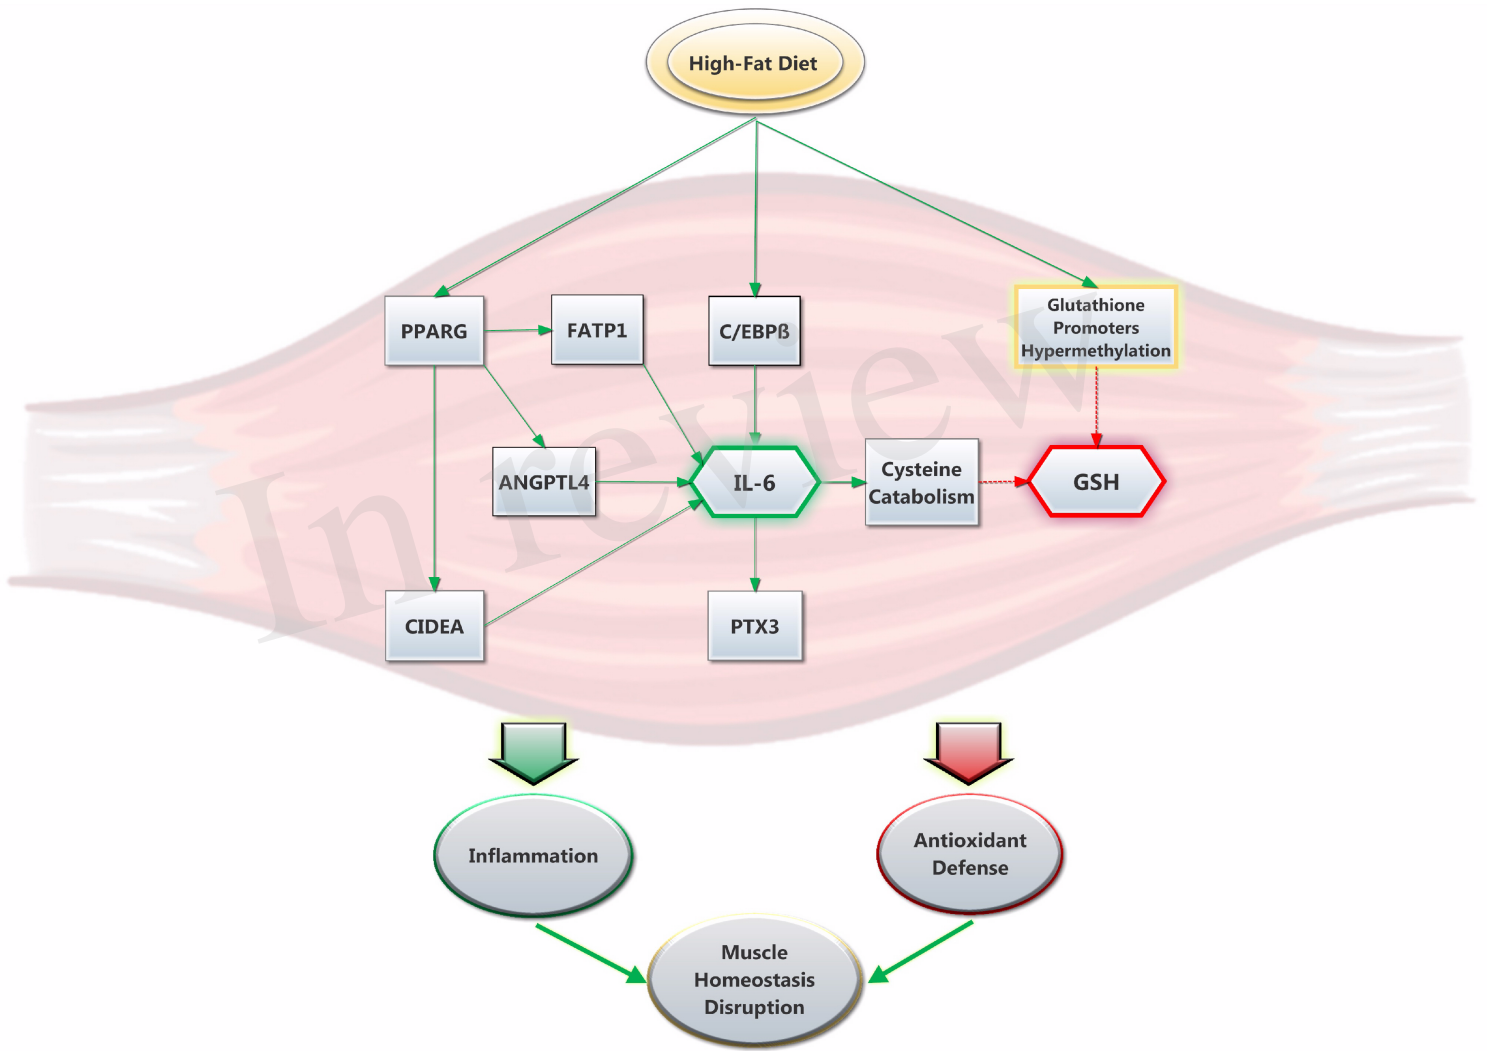 High-Fat Diet
Glutathione
Promoters
Hypermethylation
PPARG
FATP1
C/EBPß
ANGPTL4
IL-6
Cysteine
Catabolism
GSH
CIDEA
PTX3
In review
Inflammation
Antioxidant
Defense
Muscle
Homeostasis
Disruption